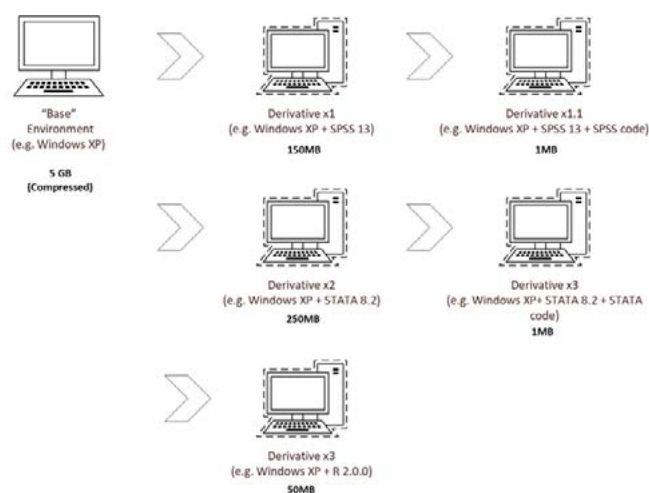 "Base"
Environment
(e.g. Windows XP)
5 GB
(Compressed)
Derivative x1
(e.g. Windows XP + SPSS 13)
150MB
Derivative x1.1
(e.g. Windows XP + SPSS 13 + SPSS code)
1MB
Derivative x2
(e.g. Windows XP + STATA 8.2)
250MB
Derivative x3
(e.g. Windows XP+ STATA 8.2 + STATA
code)
1MB
Derivative x3
(e.g. Windows XP + R 2.0.0)
50MB